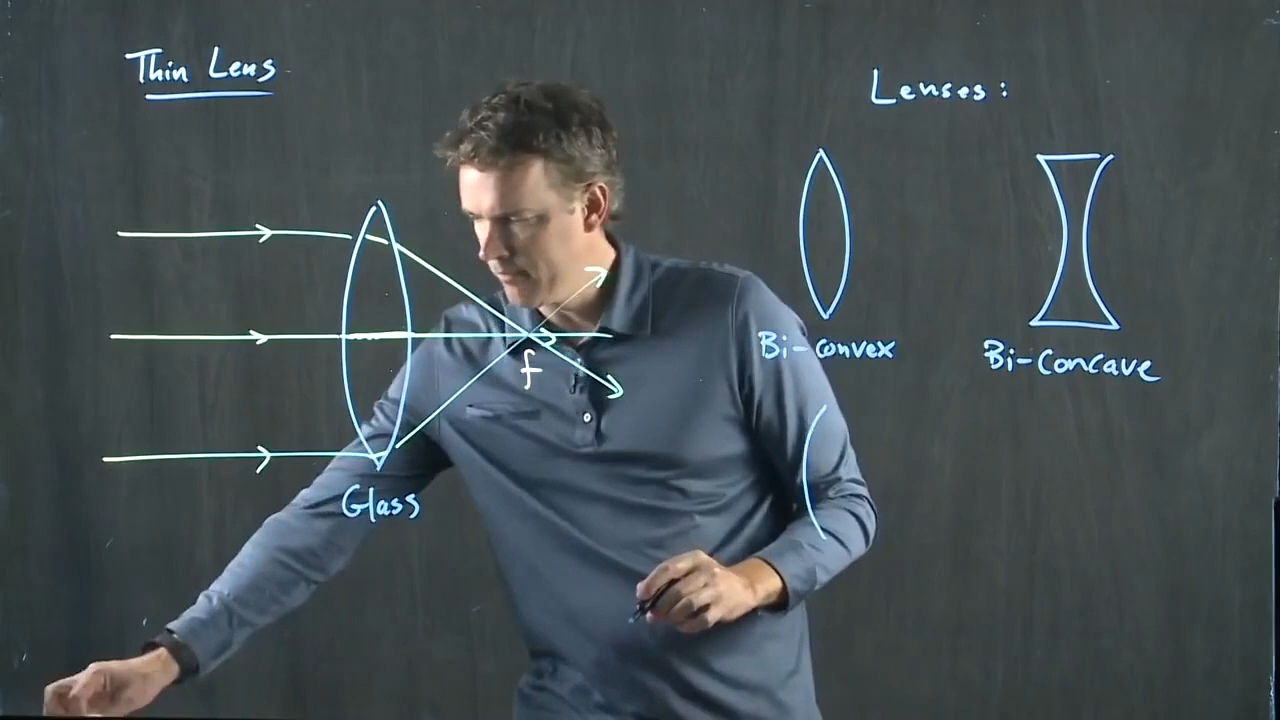 Thin Lens
Lenses:
f
Bi-convex
Bi-Concave
Glass